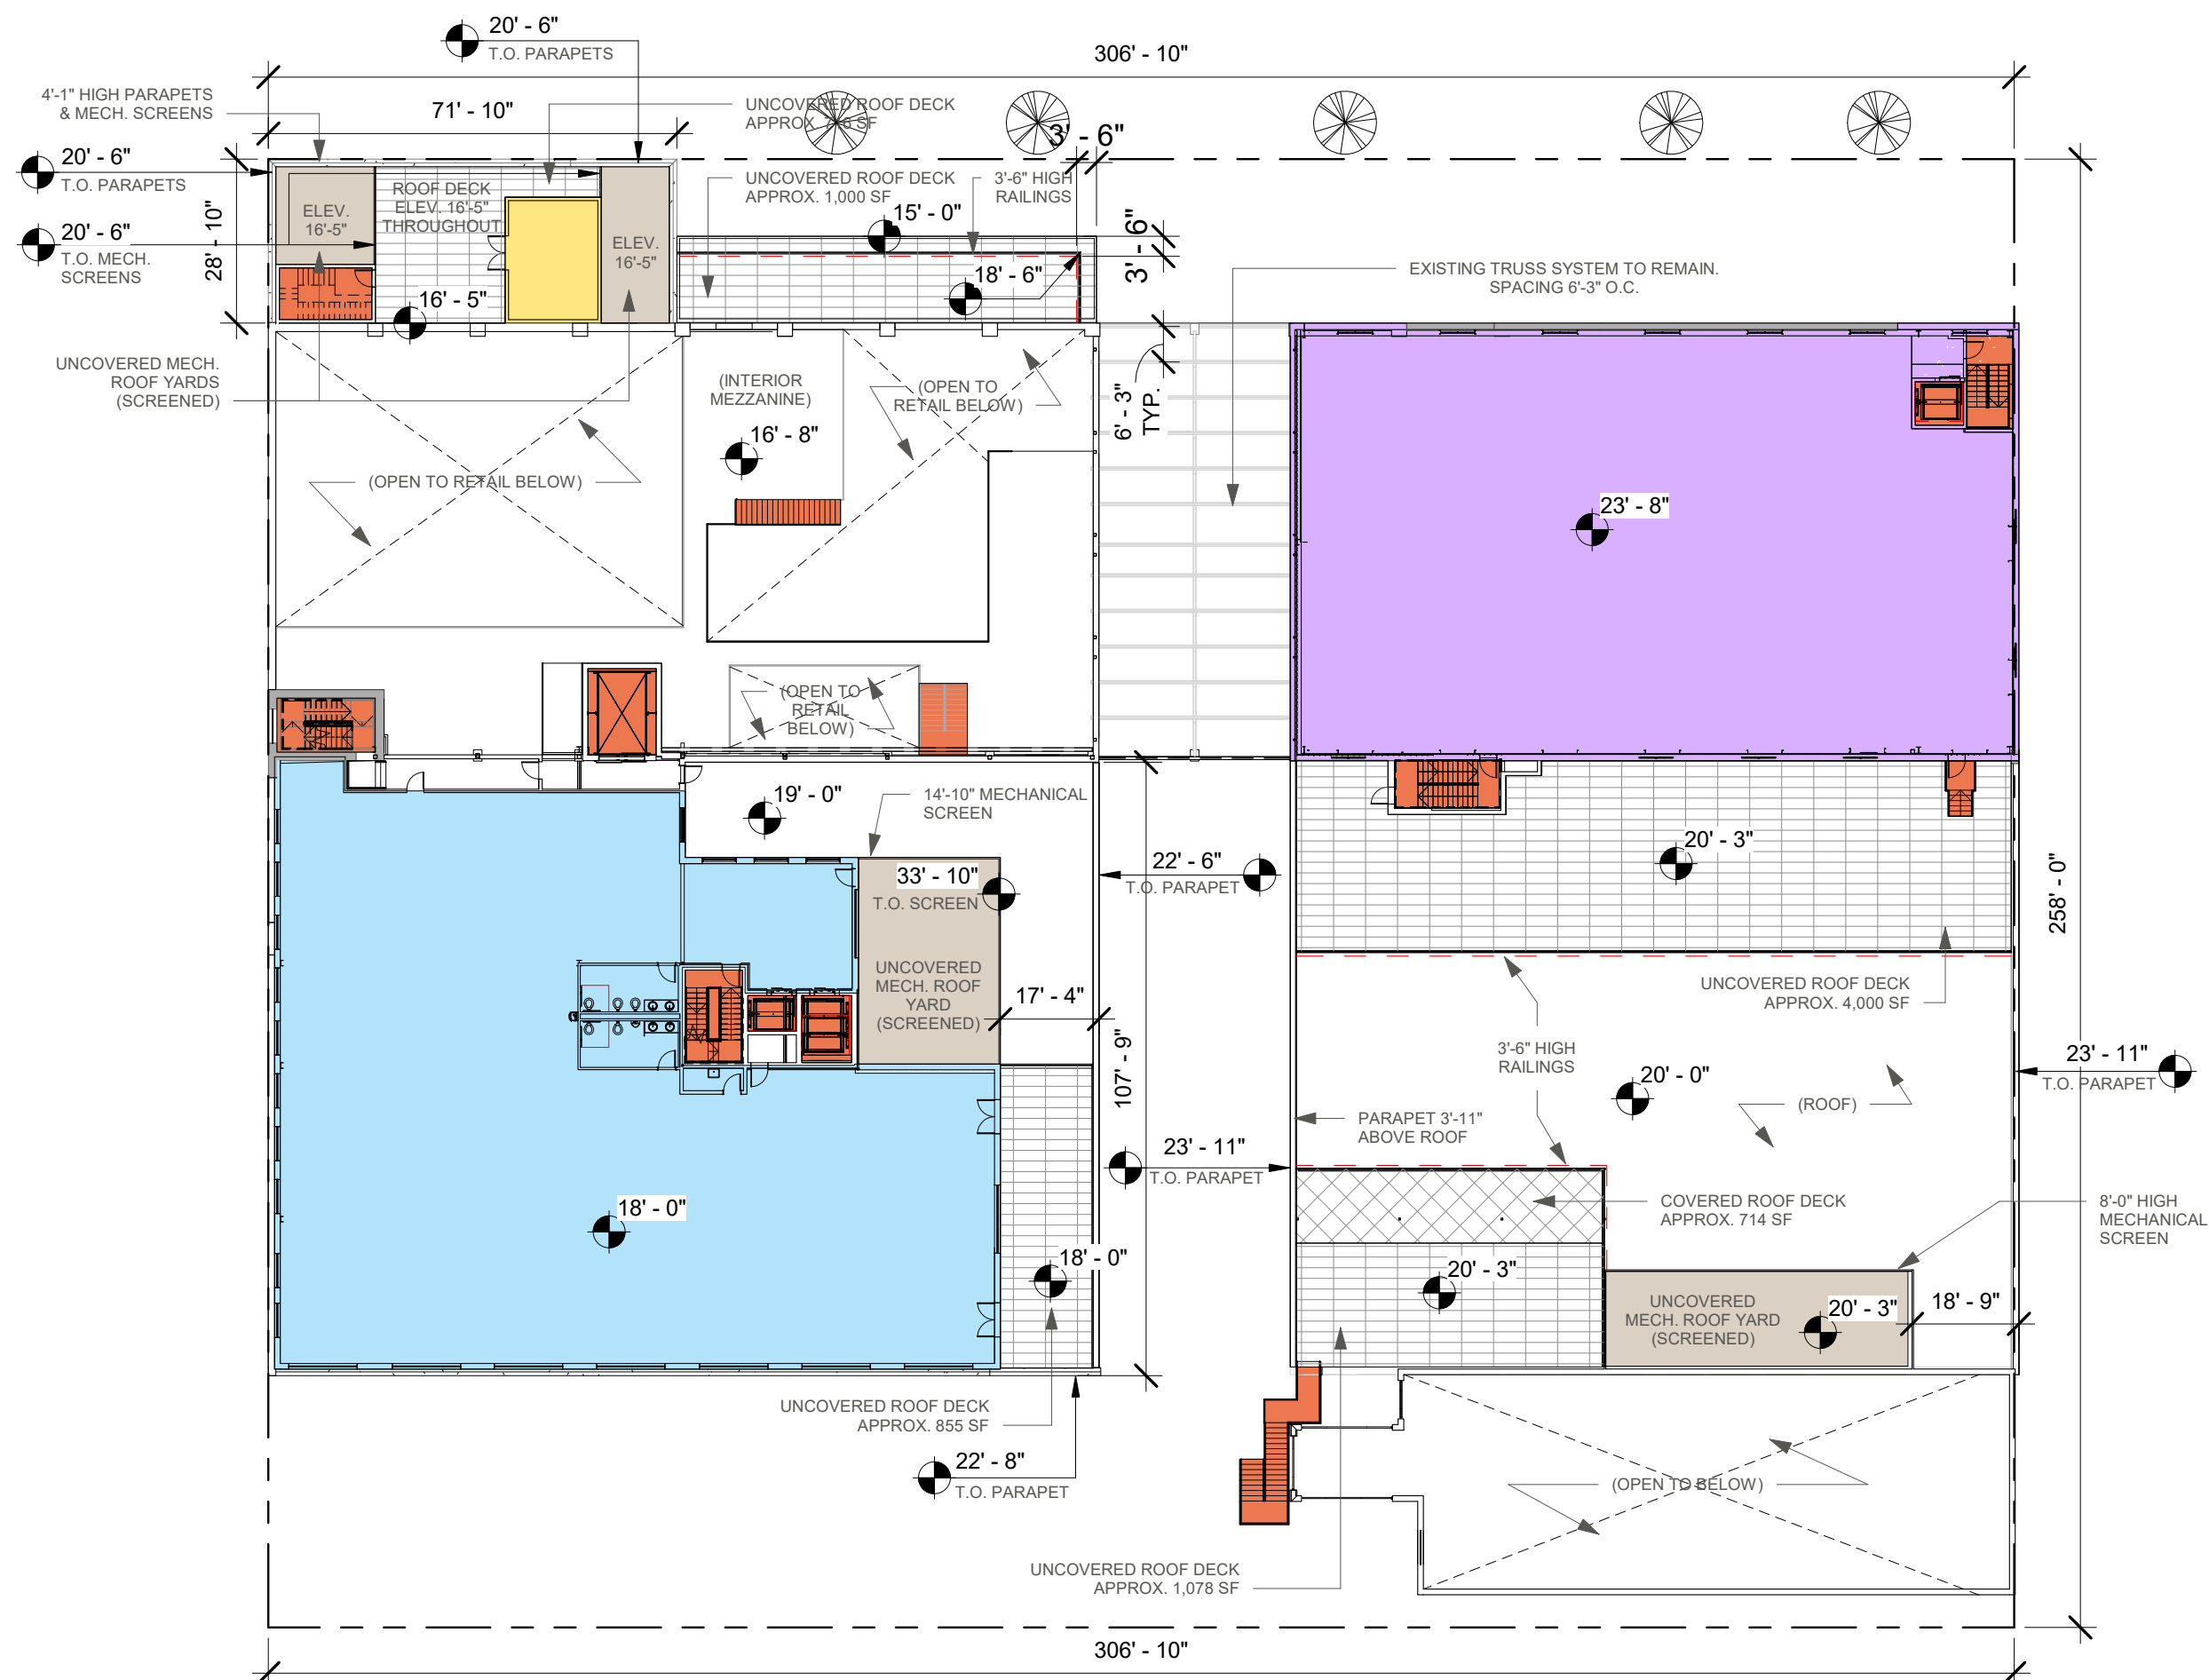 20' - 6"
T.O. PARAPETS
306' - 10"
4'-1" HIGH PARAPETS
& MECH. SCREENS
71' - 10"
UNCOVERED ROOF DECK
APPROX. SF
3' - 6"
20' - 6"
T.O. PARAPETS
UNCOVERED ROOF DECK
APPROX. 1,000 SF
3'-6" HIGH
RAILINGS
ROOF DECK
ELEV. 16'-5"
THROUGHOUT
ELEV.
16'-5"
15' - 0"
20' - 6"
T.O. MECH.
SCREENS
28' - 10"
ELEV.
16'-5"
3' - 6"
18' - 6"
EXISTING TRUSS SYSTEM TO REMAIN.
SPACING 6'-3" O.C.
16' - 5"
UNCOVERED MECH.
ROOF YARDS
(SCREENED)
(INTERIOR
MEZZANINE)
(OPEN TO
RETAIL BELOW)
6' - 3"
TYP.
16' - 8"
(OPEN TO RETAIL BELOW)
23' - 8"
(OPEN TO
RETAIL
BELOW)
19' - 0"
14'-10" MECHANICAL
SCREEN
20' - 3"
22' - 6"
T.O. PARAPET
33' - 10"
T.O. SCREEN
258' - 0"
UNCOVERED
MECH. ROOF
YARD
(SCREENED)
17' - 4"
UNCOVERED ROOF DECK
APPROX. 4,000 SF
107' - 9"
3'-6" HIGH
RAILINGS
23' - 11"
T.O. PARAPET
20' - 0"
(ROOF)
PARAPET 3'-11"
ABOVE ROOF
23' - 11"
T.O. PARAPET
18' - 0"
COVERED ROOF DECK
APPROX. 714 SF
8'-0" HIGH
MECHANICAL
SCREEN
18' - 0"
20' - 3"
UNCOVERED
MECH. ROOF YARD
(SCREENED)
20' - 3"
18' - 9"
UNCOVERED ROOF DECK
APPROX. 855 SF
22' - 8"
T.O. PARAPET
(OPEN TO BELOW)
UNCOVERED ROOF DECK
APPROX. 1,078 SF
306' - 10"